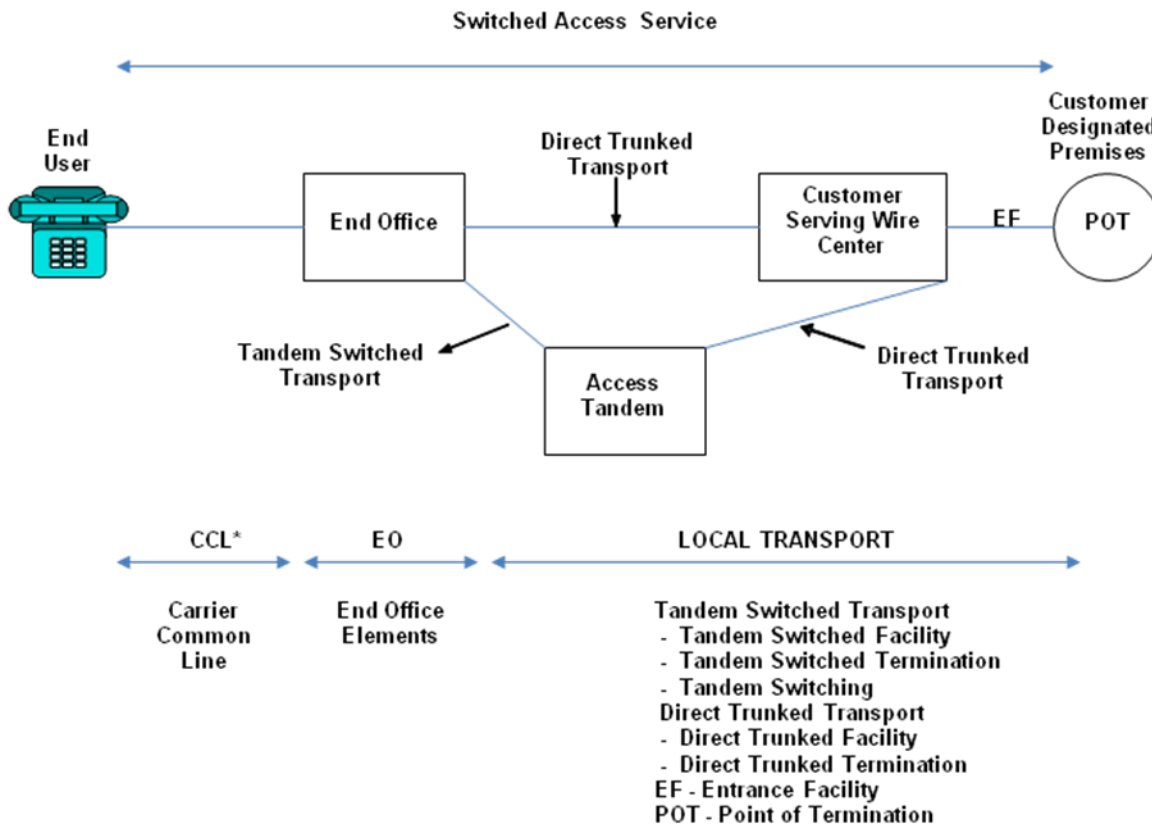 Switched Access Service
Customer
Designated
Premises
End
User
Direct Trunked
Transport
End Office
Customer
Serving Wire
Center
EF
POT
Tandem Switched
Transport
Access
Tandem
Direct Trunked
Transport
CCL*
EO
LOCAL TRANSPORT
Carrier
Common
Line
End Office
Elements
Tandem Switched Transport
- Tandem Switched Facility
- Tandem Switched Termination
- Tandem Switching
Direct Trunked Transport
- Direct Trunked Facility
- Direct Trunked Termination
EF - Entrance Facility
POT - Point of Termination